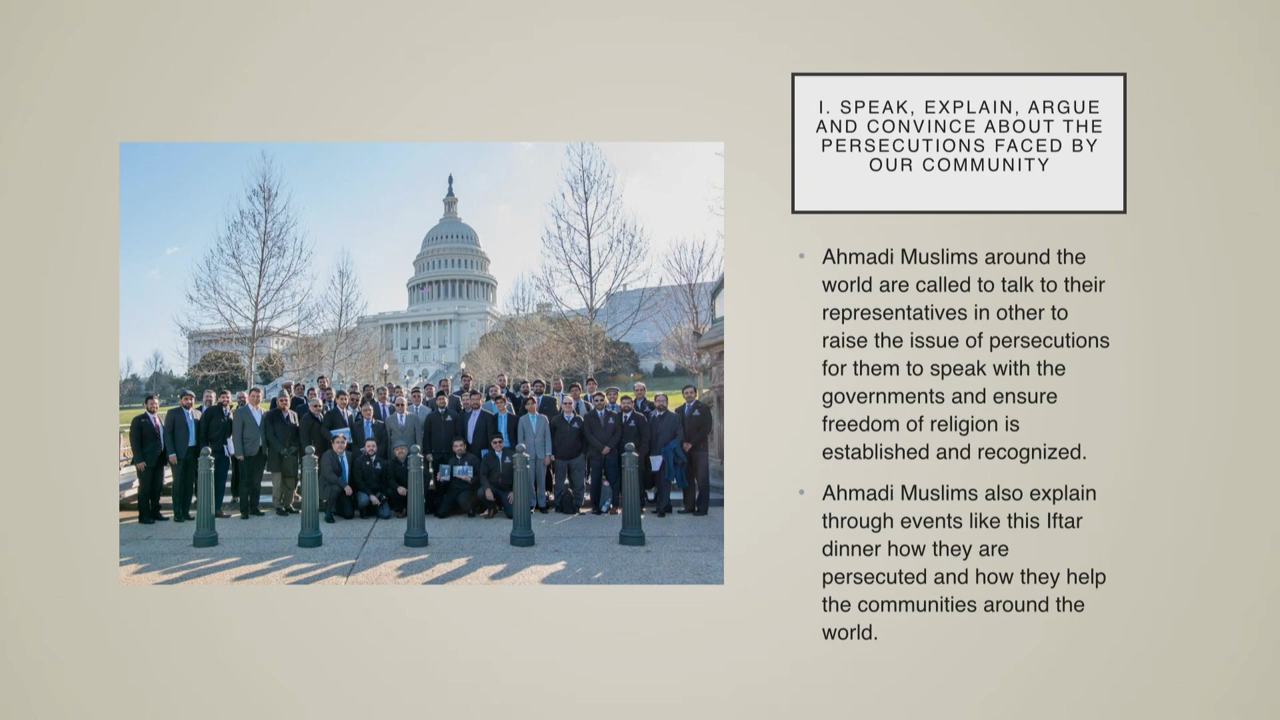 I. SPEAK, EXPLAIN, ARGUE
AND CONVINCE ABOUT THE
PERSECUTIONS FACED BY
OUR COMMUNITY
• Ahmadi Muslims around the
world are called to talk to their
representatives in other to
raise the issue of persecutions
for them to speak with the
governments and ensure
freedom of religion is
established and recognized.
• Ahmadi Muslims also explain
through events like this Iftar
dinner how they are
persecuted and how they help
the communities around the
world.